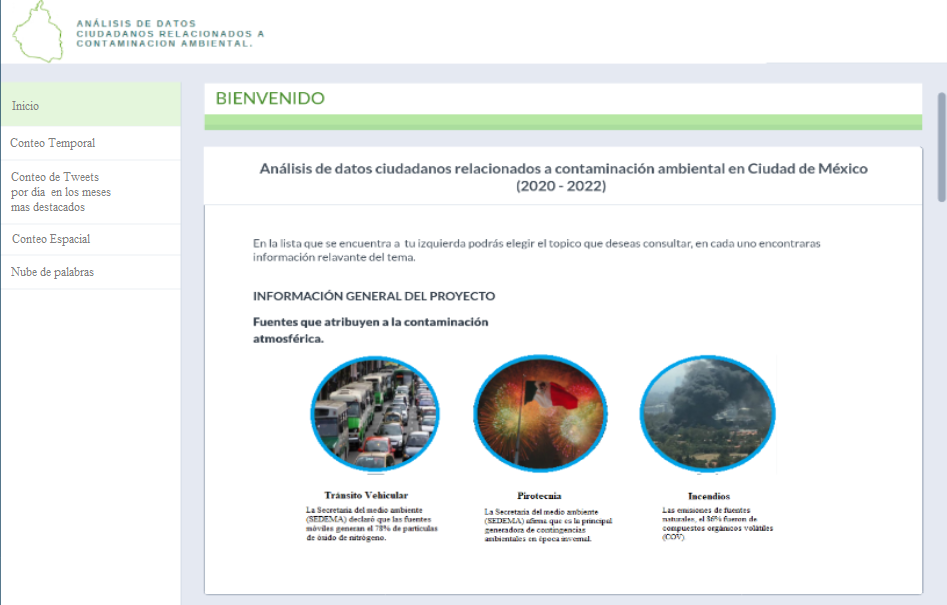 ANÁLISIS DE DATOS
CIUDADANOS RELACIONADOS A
CONTAMINACION AMBIENTAL.
Inicio
Conteo Temporal
Conteo de Tweets
por dia en los meses
mas destacados
Conteo Espacial
Nube de palabras
BIENVENIDO
Análisis de datos ciudadanos relacionados a contaminación ambiental en Ciudad de México
(2020 - 2022)
En la lista que se encuentra a tu izquierda podrás elegir el topico que deseas consultar, en cada uno encontraras
información relavante del tema.
INFORMACIÓN GENERAL DEL PROYECTO
Fuentes que atribuyen a la contaminación
atmosférica.
Tránsito Vehicular
La Secretaria del medio ambiente
(SEDEMA) declaró que las fuentes
móviles generan el 78% de particulas
de óxido de nitrógeno.
Pirotecnia
La Secretaria del medio ambiente
(SEDEMA) afirma que es la principal
generadora de contingencias
ambientales en época invernal.
Incendios
Las emisiones de fuentes
naturales, el 86% fueron de
compuestos orgánicos volátiles
(COV).